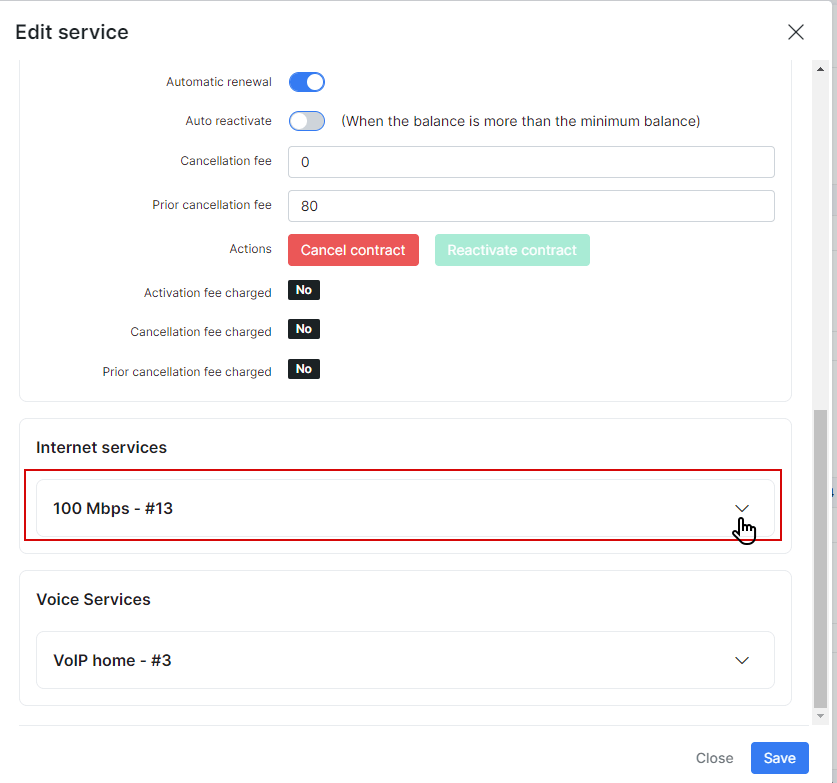 Edit service
Automatic renewal
Auto reactivate (When the balance is more than the minimum balance)
Cancellation fee 0
Prior cancellation fee 80
Actions Cancel contract Reactivate contract
Activation fee charged No
Cancellation fee charged No
Prior cancellation fee charged No
Internet services
100 Mbps - #13
Voice Services
VoIP home - #3
Close Save